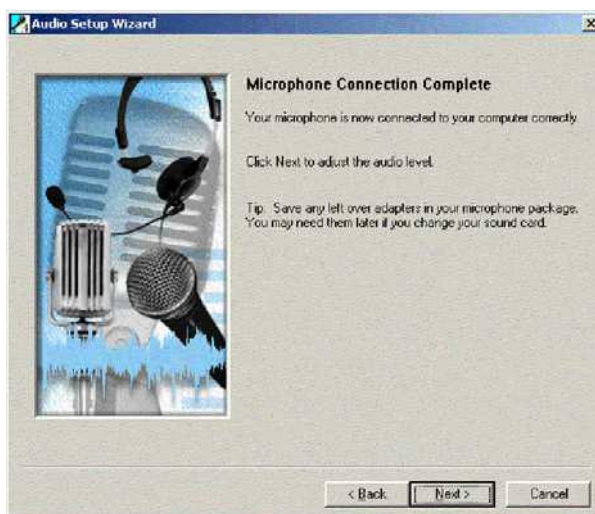 Audio Setup Wizard
Microphone Connection Complete
Your microphone is now connected to your computer correctly.
Click Next to adjust the audio level.
Tip: Save any left over adapters in your microphone package.
You may need them later if you change your sound card.
< Back
Next >
Cancel